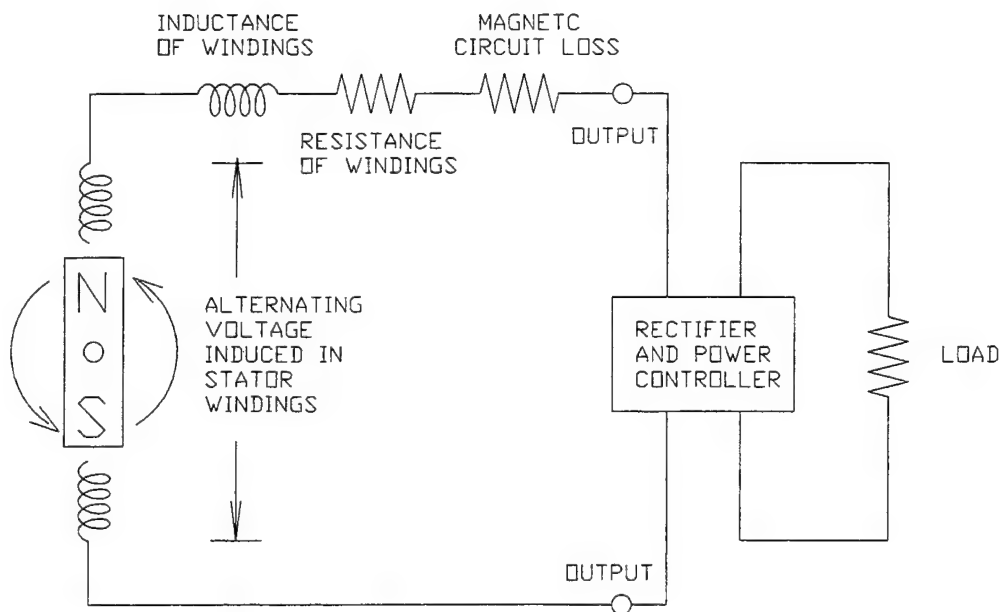 INDUCTANCE
OF WINDINGS
MAGNETC
CIRCUIT LOSS
RESISTANCE
OF WINDINGS
OUTPUT
N
S
ALTERNATING
VOLTAGE
INDUCED IN
STATOR
WINDINGS
RECTIFIER
AND POWER
CONTROLLER
LOAD
OUTPUT